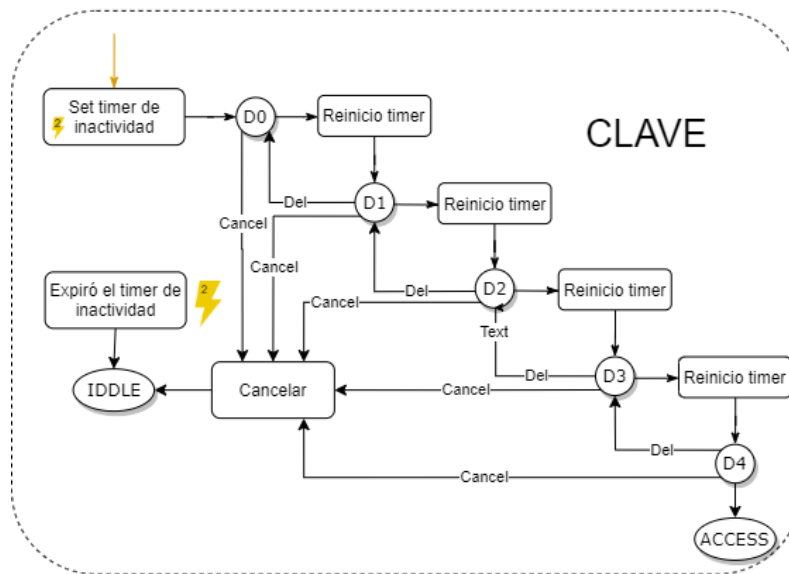 Set timer de
inactividad
2
D0
Reinicio timer
CLAVE
Del
D1
Reinicio timer
Cancel
Cancel
Expiró el timer de
inactividad
2
Del
D2
Reinicio timer
Cancel
Text
Del
D3
Reinicio timer
IDDLE
Cancelar
Cancel
Del
D4
Cancel
ACCESS